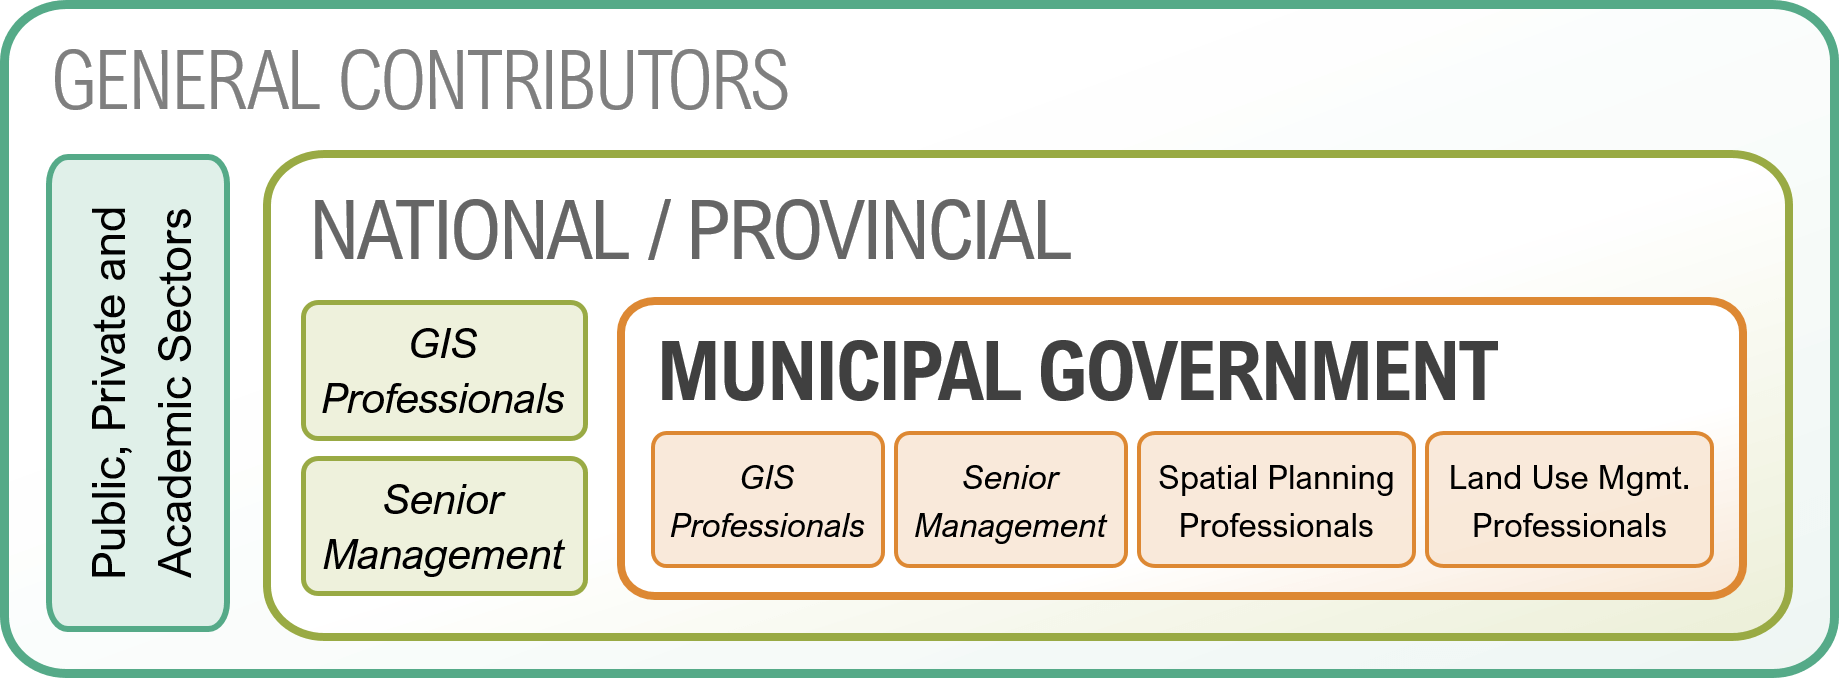 GENERAL CONTRIBUTORS
Public, Private and
Academic Sectors
NATIONAL / PROVINCIAL
GIS
Professionals
Senior
Management
MUNICIPAL GOVERNMENT
GIS
Professionals
Senior
Management
Spatial Planning
Professionals
Land Use Mgmt.
Professionals